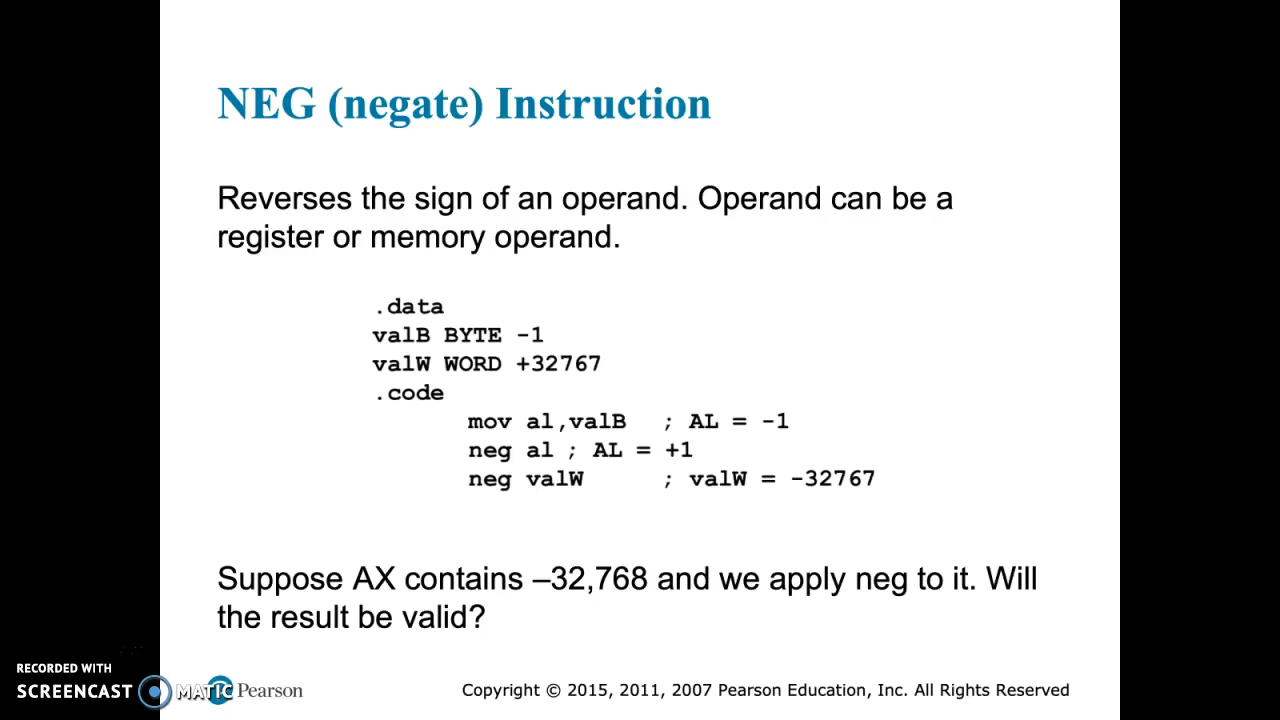 NEG (negate) Instruction
Reverses the sign of an operand. Operand can be a
register or memory operand.
.data
valB BYTE -1
valW WORD +32767
.code
mov al,valB ; AL = -1
neg al ; AL = +1
neg valW ; valW = -32767
Suppose AX contains –32,768 and we apply neg to it. Will
the result be valid?
RECORDED WITH
SCREENCAST MATIC
Pearson
Copyright © 2015, 2011, 2007 Pearson Education, Inc. All Rights Reserved